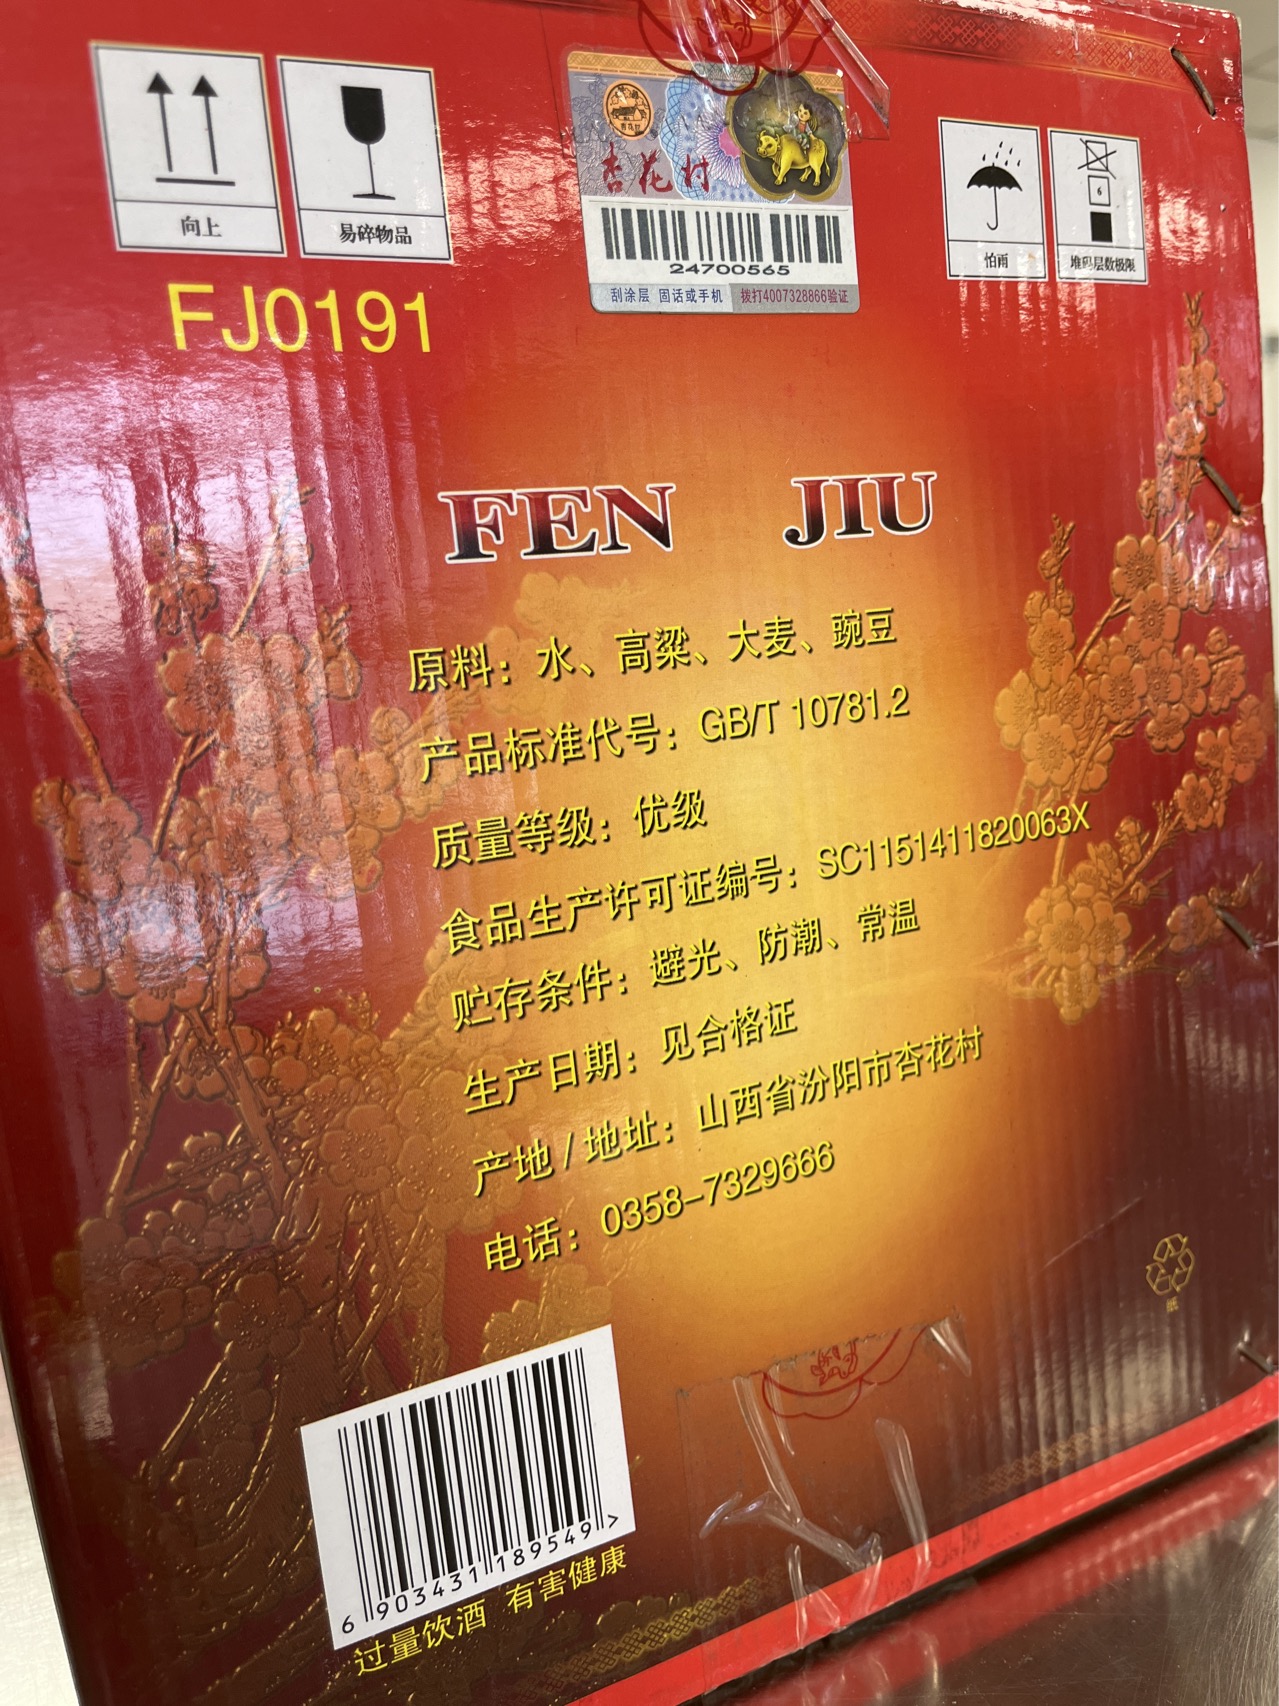 向上
易碎物品
杏花村
24700565
刮涂层 固话或手机 拨打4007328866验证
怕雨
6
堆码层数极限
FJ0191
FEN JIU
原料：水、高粱、大麦、豌豆
产品标准代号：GB/T 10781.2
质量等级：优级
食品生产许可证编号：SC1151411820063X
贮存条件：避光、防潮、常温
生产日期：见合格证
产地/地址：山西省汾阳市杏花村
电话：0358-7329666
纸
6 903431 189549 >
过量饮酒 有害健康